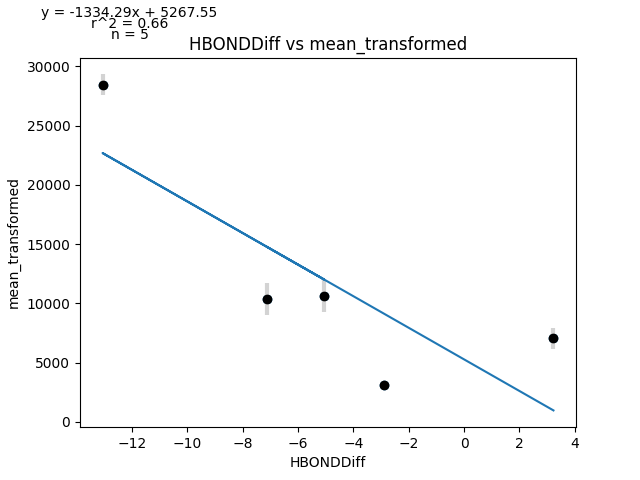 y = -1334.29x + 5267.55
r^2 = 0.66
n = 5
HBONDDiff vs mean_transformed
30000
25000
20000
15000
10000
5000
0
mean_transformed
−12 −10 −8 −6 −4 −2 0 2 4
HBONDDiff